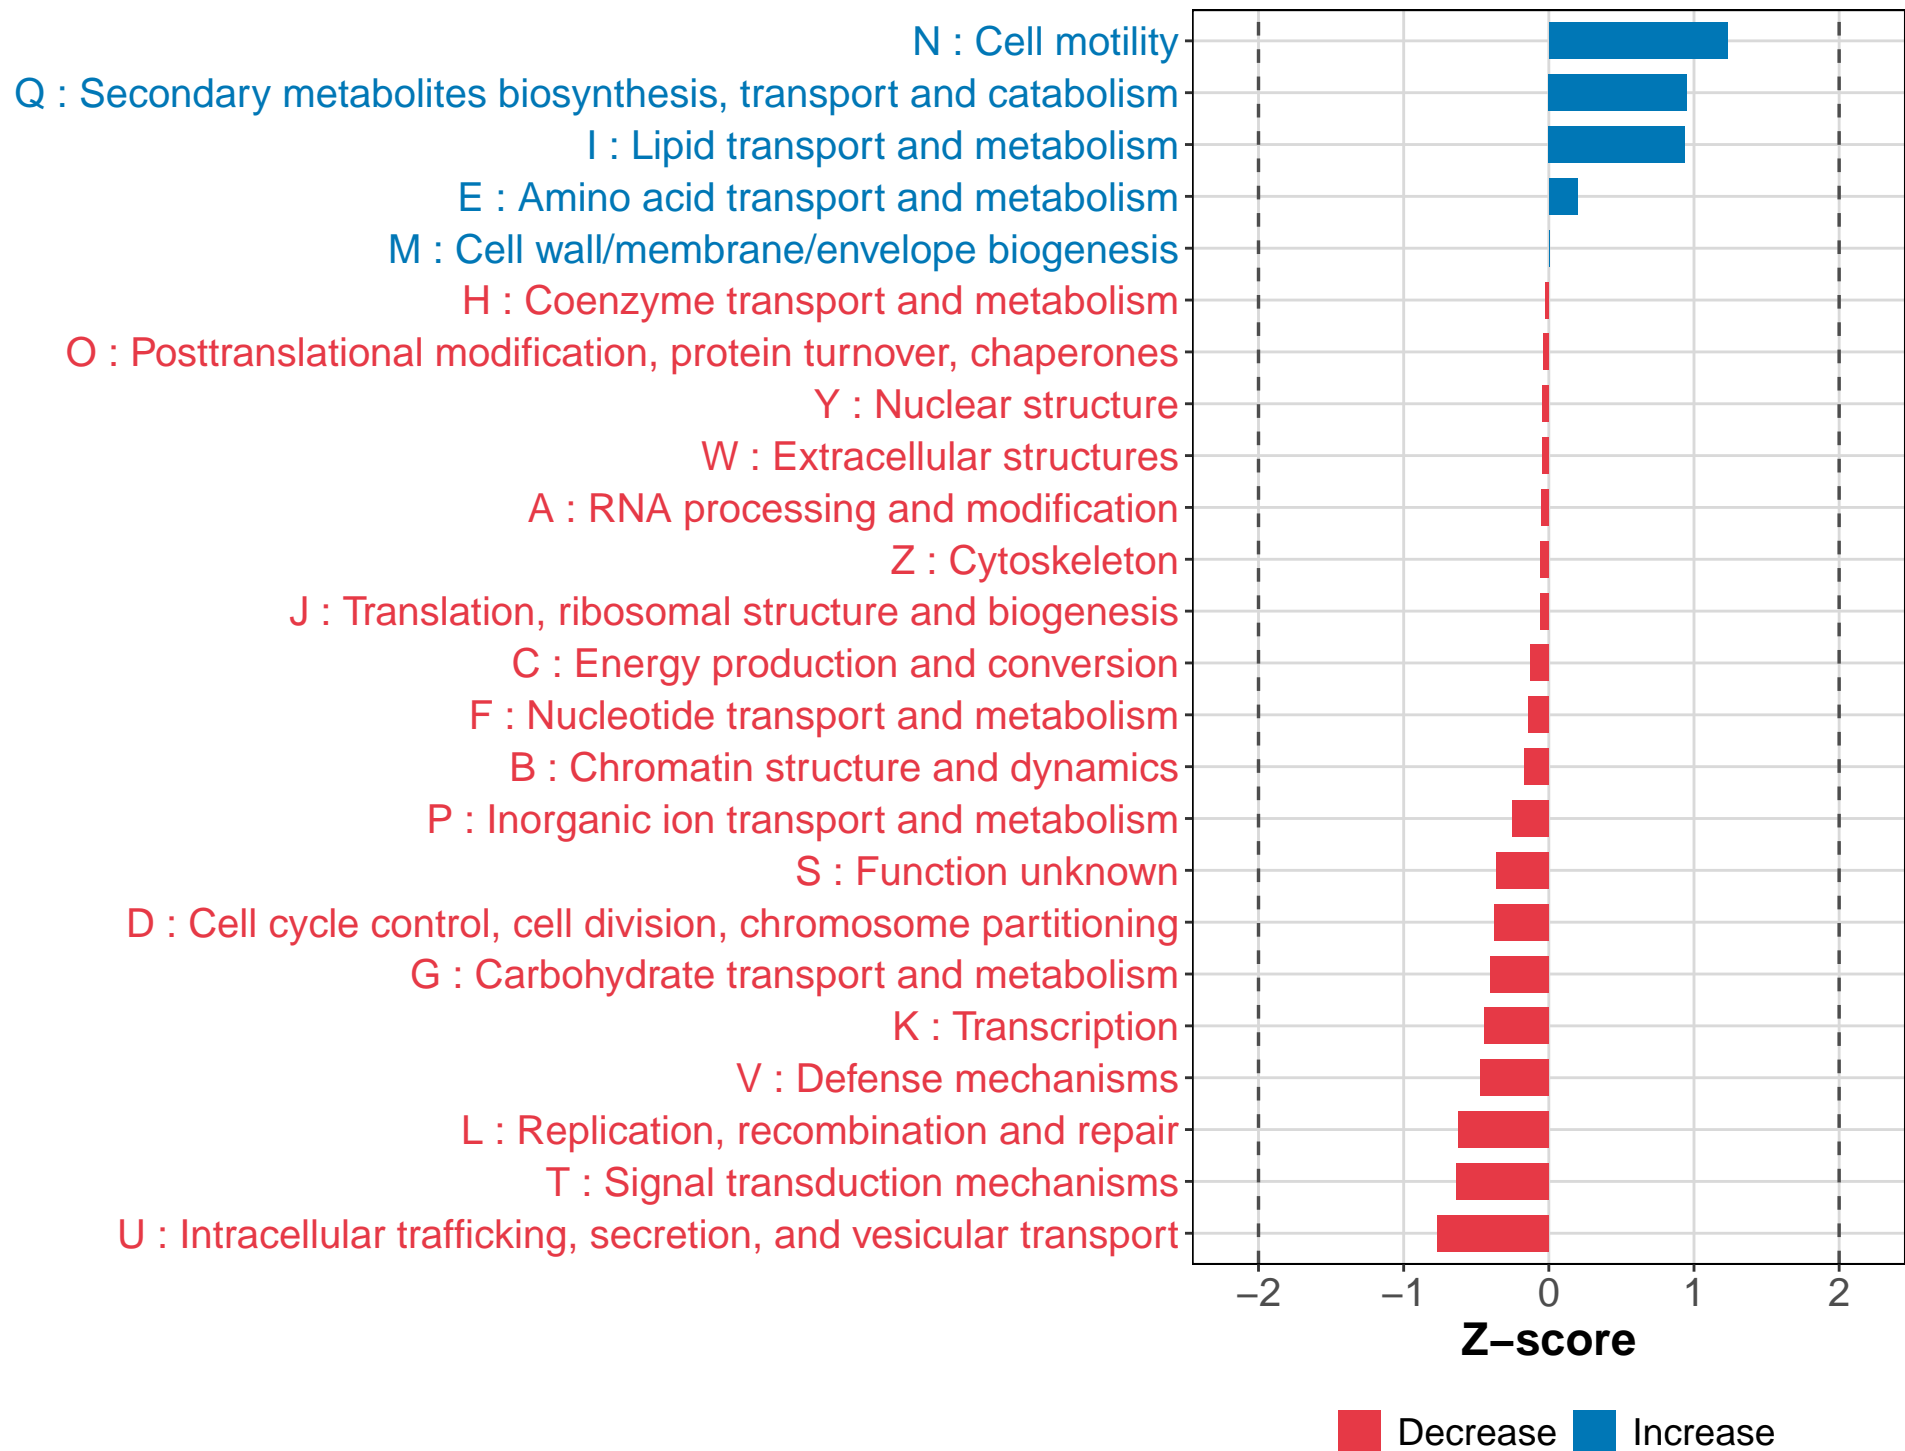 N : Cell motility
Q : Secondary metabolites biosynthesis, transport and catabolism
I : Lipid transport and metabolism
E : Amino acid transport and metabolism
M : Cell wall/membrane/envelope biogenesis
H : Coenzyme transport and metabolism
O : Posttranslational modification, protein turnover, chaperones
Y : Nuclear structure
W : Extracellular structures
A : RNA processing and modification
Z : Cytoskeleton
J : Translation, ribosomal structure and biogenesis
C : Energy production and conversion
F : Nucleotide transport and metabolism
B : Chromatin structure and dynamics
P : Inorganic ion transport and metabolism
S : Function unknown
D : Cell cycle control, cell division, chromosome partitioning
G : Carbohydrate transport and metabolism
K : Transcription
V : Defense mechanisms
L : Replication, recombination and repair
T : Signal transduction mechanisms
U : Intracellular trafficking, secretion, and vesicular transport
−2 −1 0 1 2
Z−score
Decrease Increase